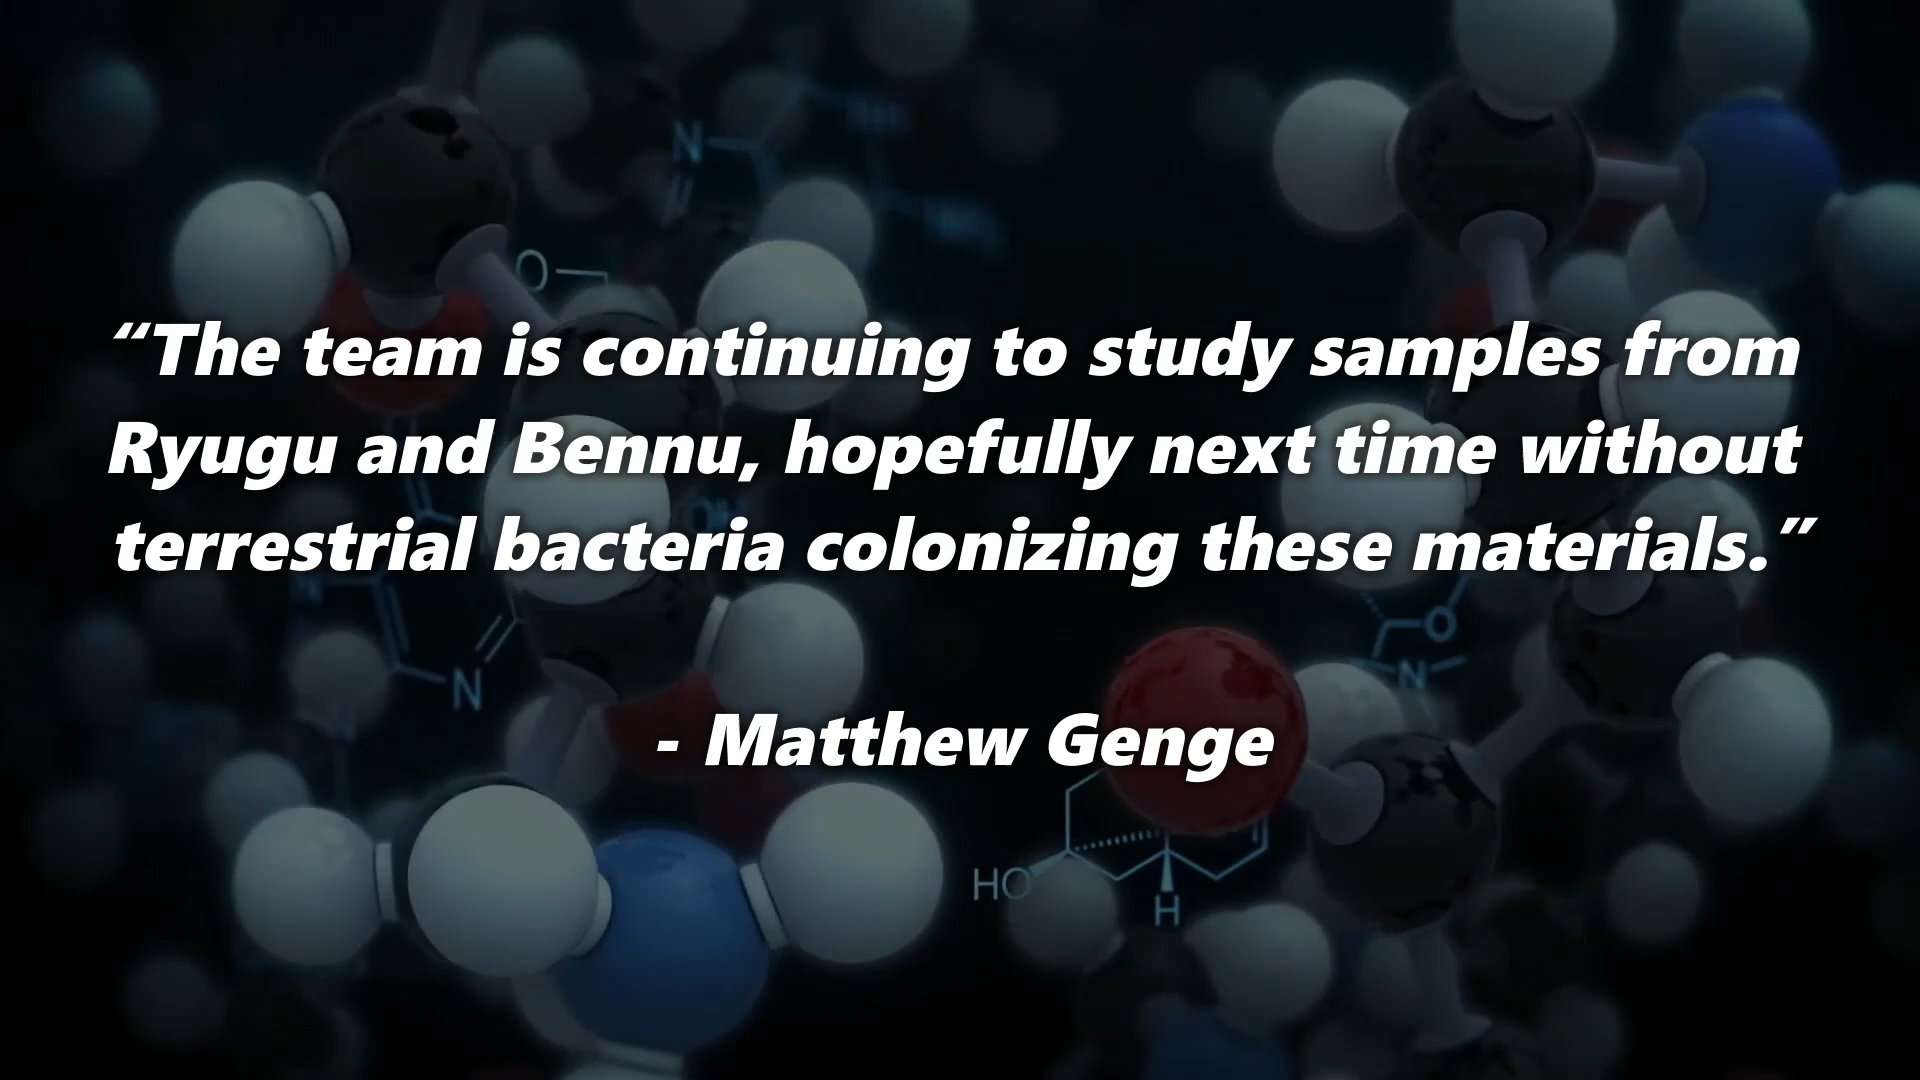 “The team is continuing to study samples from
Ryugu and Bennu, hopefully next time without
terrestrial bacteria colonizing these materials.”
- Matthew Genge
N
O
N
O
N
HO
H